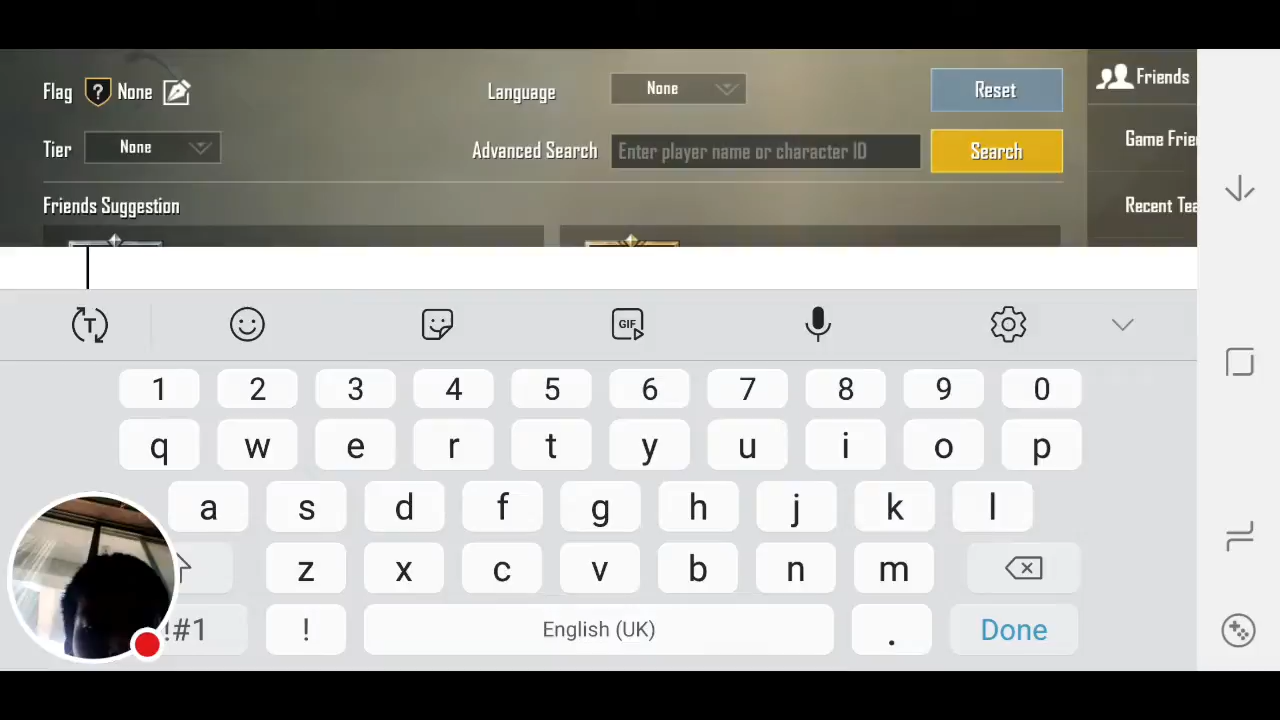 Flag ? None
Language None
Reset
Friends
Tier None
Advanced Search Enter player name or character ID
Search
Game Frie
Recent Tea
Friends Suggestion
T
GIF
1 2 3 4 5 6 7 8 9 0
q w e r t y u i o p
a s d f g h j k l
z x c v b n m
!#1 ! English (UK) . Done